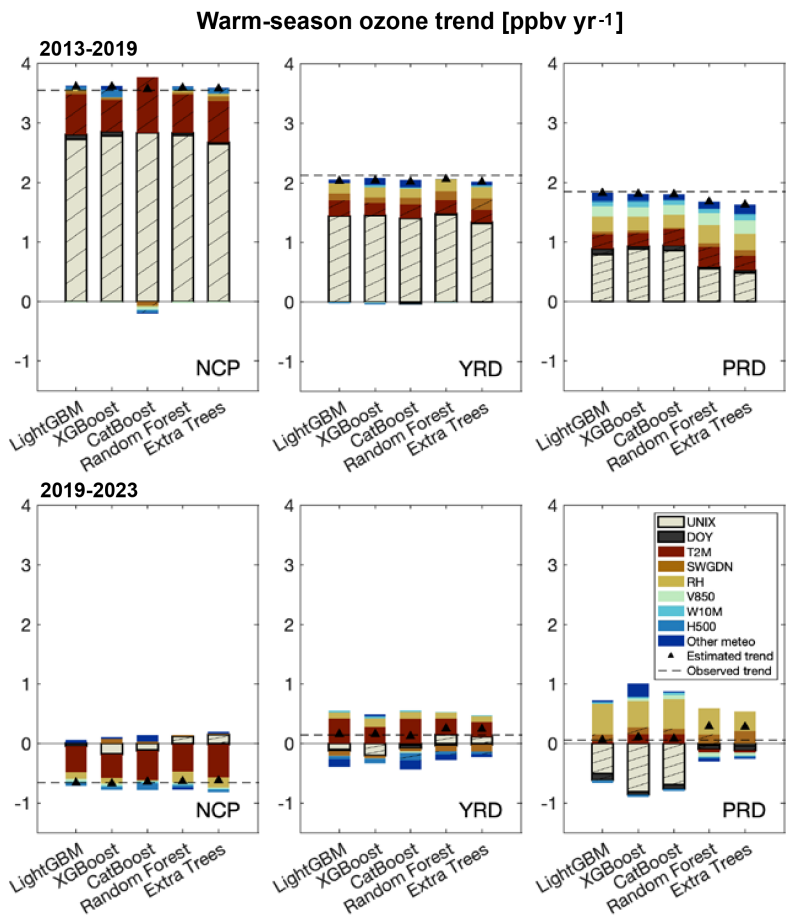 Warm-season ozone trend [ppbv yr-1]
2013-2019
4
3
2
1
0
-1
NCP
LightGBM
XGBoost
CatBoost
Random Forest
Extra Trees
4
3
2
1
0
-1
YRD
LightGBM
XGBoost
CatBoost
Random Forest
Extra Trees
4
3
2
1
0
-1
PRD
LightGBM
XGBoost
CatBoost
Random Forest
Extra Trees
2019-2023
4
3
2
1
0
-1
NCP
LightGBM
XGBoost
CatBoost
Random Forest
Extra Trees
4
3
2
1
0
-1
YRD
LightGBM
XGBoost
CatBoost
Random Forest
Extra Trees
4
3
2
1
0
-1
UNIX
DOY
T2M
SWGDN
RH
V850
W10M
H500
Other meteo
Estimated trend
Observed trend
PRD
LightGBM
XGBoost
CatBoost
Random Forest
Extra Trees